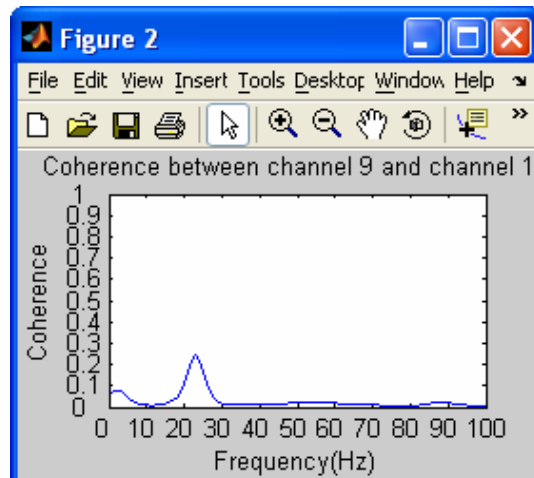 Figure 2
File Edit View Insert Tools Desktop Window Help
Coherence between channel 9 and channel 1
1
0.9
0.8
0.7
0.6
0.5
0.4
0.3
0.2
0.1
0
Coherence
0 10 20 30 40 50 60 70 80 90 100
Frequency(Hz)